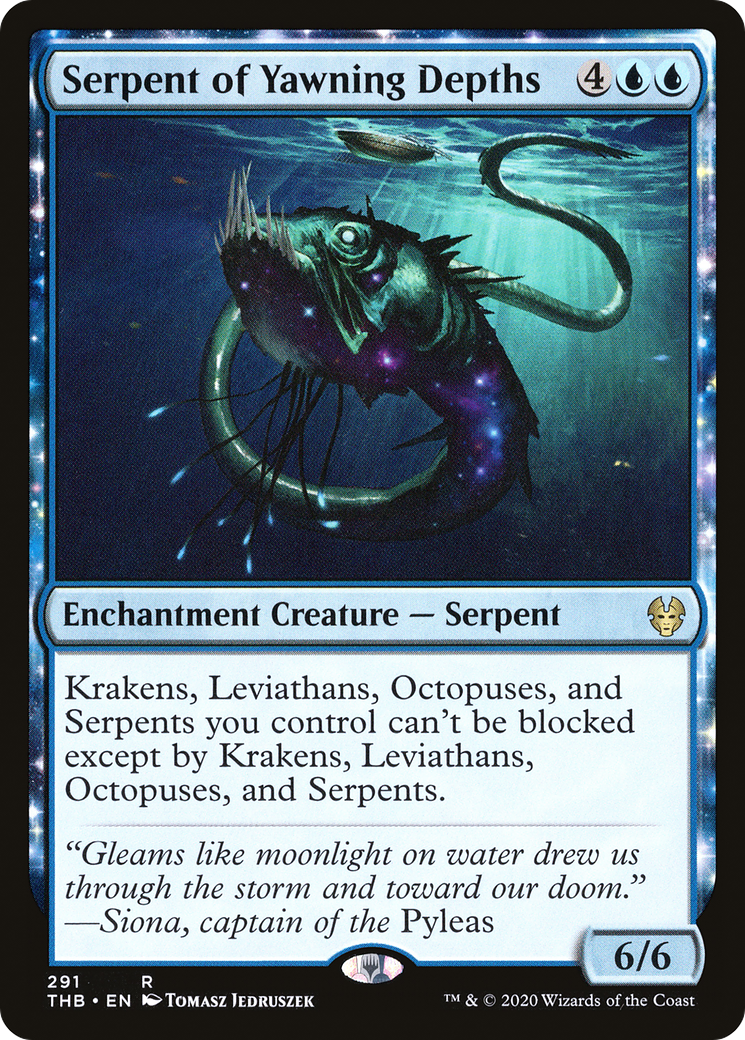 Serpent of Yawning Depths 4
Enchantment Creature — Serpent
Krakens, Leviathans, Octopuses, and
Serpents you control can't be blocked
except by Krakens, Leviathans,
Octopuses, and Serpents.
“Gleams like moonlight on water drew us
through the storm and toward our doom.”
—Siona, captain of the Pyleas
6/6
291 R
THB • EN Tomasz Jedruszek
™ & © 2020 Wizards of the Coast